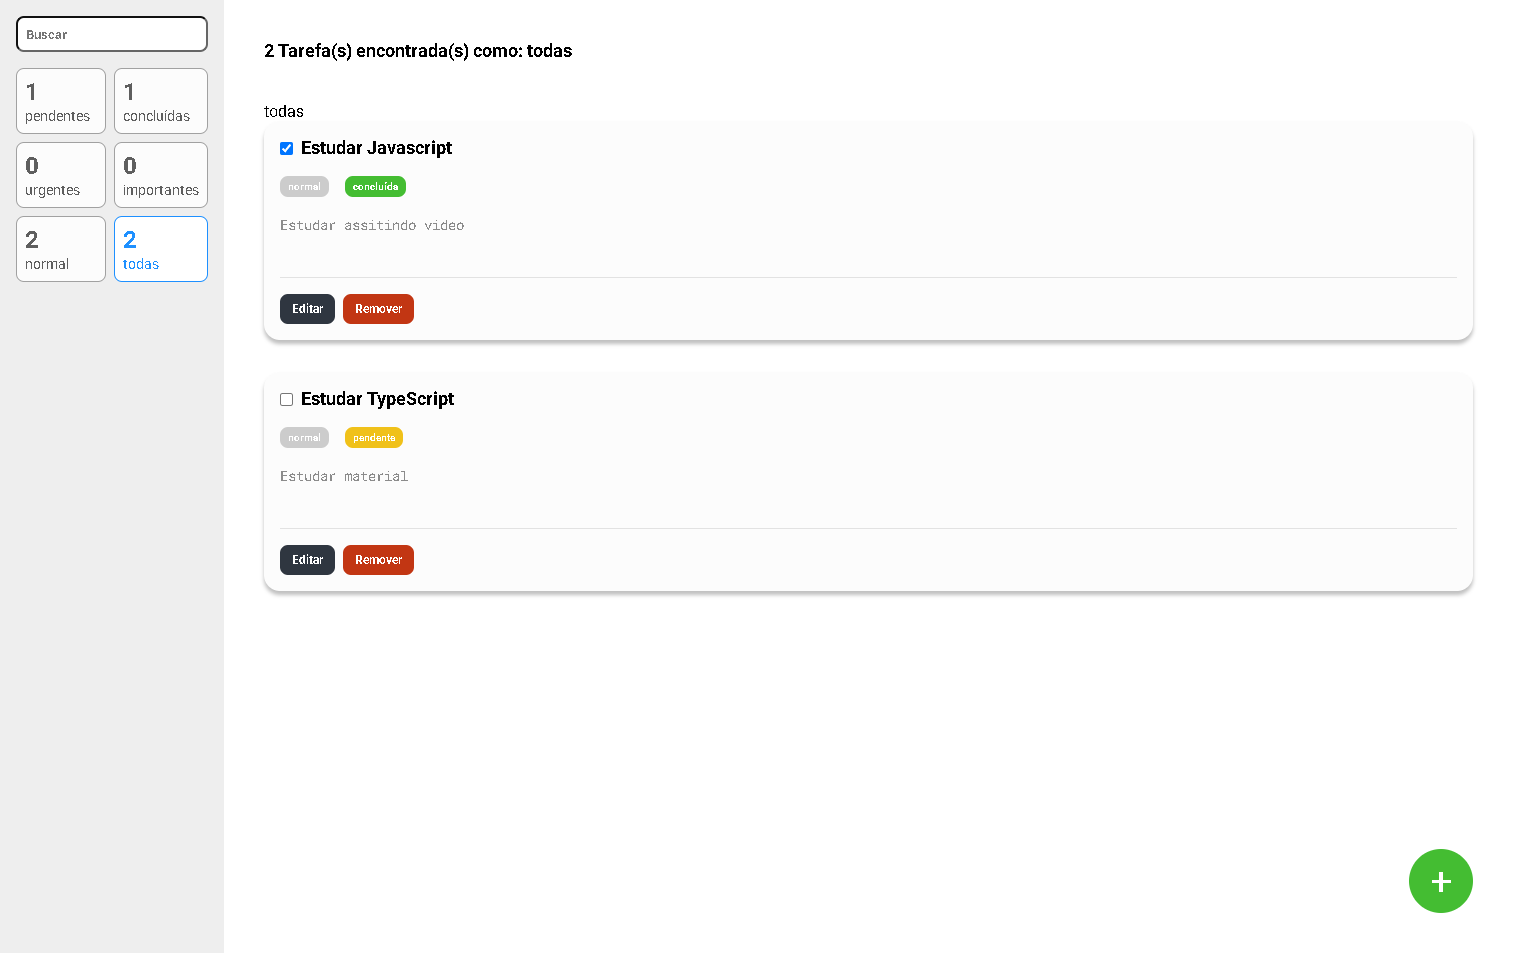 Buscar
1
pendentes
1
concluídas
0
urgentes
0
importantes
2
normal
2
todas
2 Tarefa(s) encontrada(s) como: todas
todas
Estudar Javascript
normal concluída
Estudar assitindo video
Editar Remover
Estudar TypeScript
normal pendente
Estudar material
Editar Remover
+